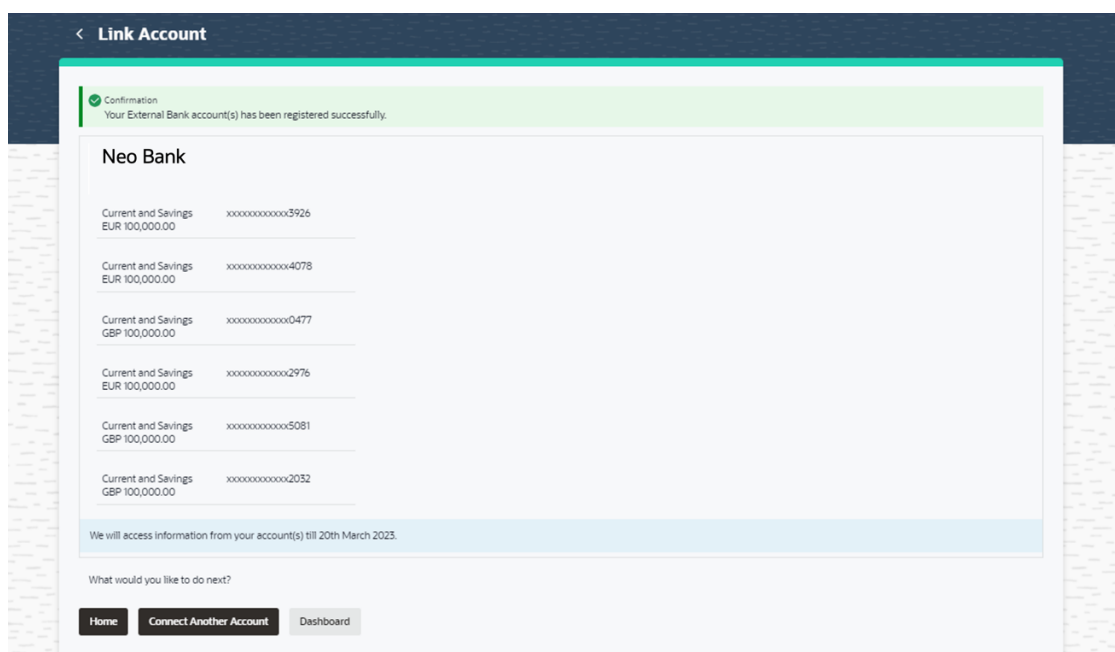 Link Account
Confirmation
Your External Bank account(s) has been registered successfully.
Neo Bank
Current and Savings xxxxxxxxxxxx3926
EUR 100,000.00
Current and Savings xxxxxxxxxxxx4078
EUR 100,000.00
Current and Savings xxxxxxxxxxxx0477
GBP 100,000.00
Current and Savings xxxxxxxxxxxx2976
EUR 100,000.00
Current and Savings xxxxxxxxxxxx5081
GBP 100,000.00
Current and Savings xxxxxxxxxxxx2032
GBP 100,000.00
We will access information from your account(s) till 20th March 2023.
What would you like to do next?
Home Connect Another Account Dashboard